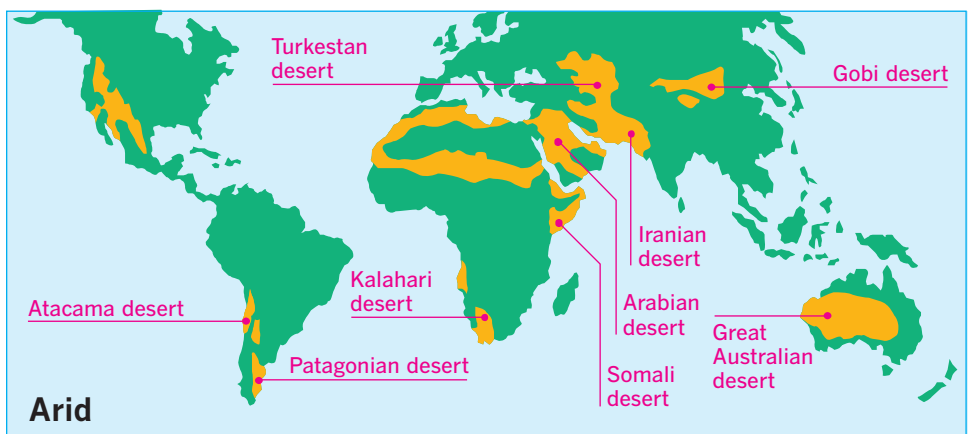 Turkestan
desert
Gobi desert
Iranian
desert
Kalahari
desert
Atacama desert
Arabian
desert
Great
Australian
desert
Patagonian desert
Somali
desert
Arid